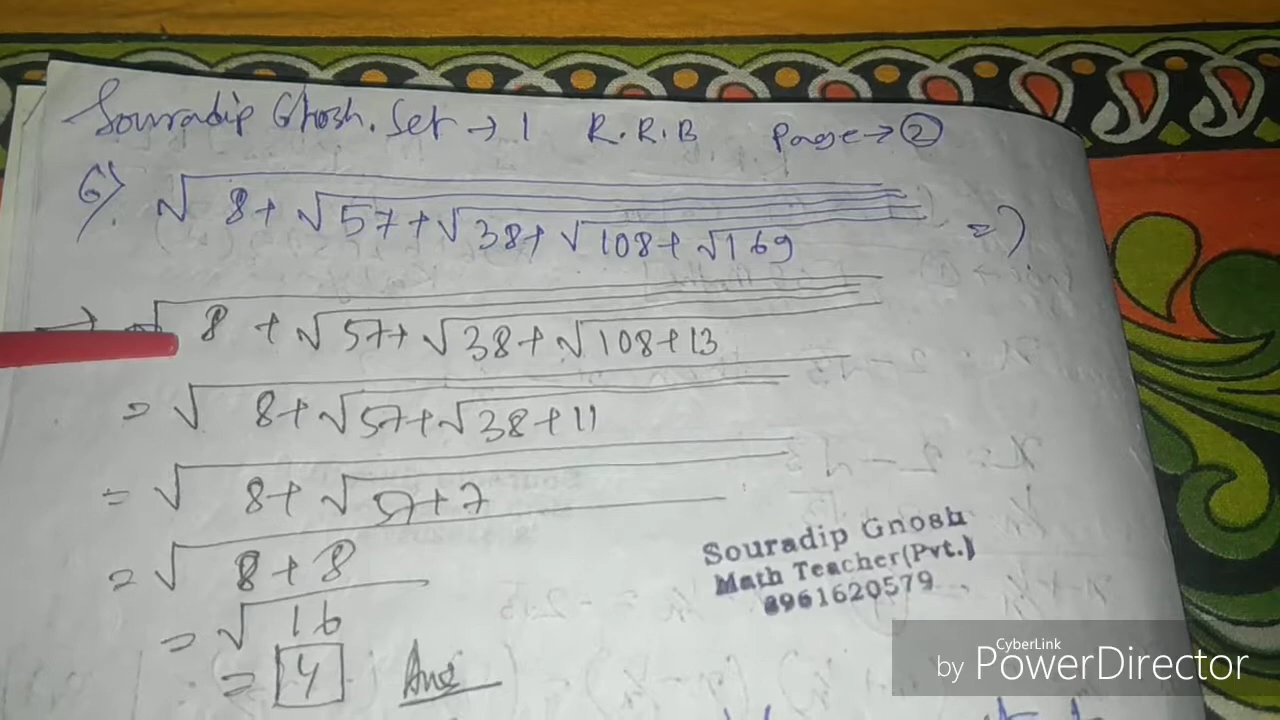 Souradip Ghosh. Set → 1 R.R.B Page → ②
6). √8+√57+√38+√108+√169 = ?
→ √8+√57+√38+√108+13
= √8+√57+√38+11
= √8+√57+7
= √8+8
= √16
= 4 Ans
Souradip Gnosh
Math Teacher(Pvt.)
8961620579
CyberLink
by PowerDirector